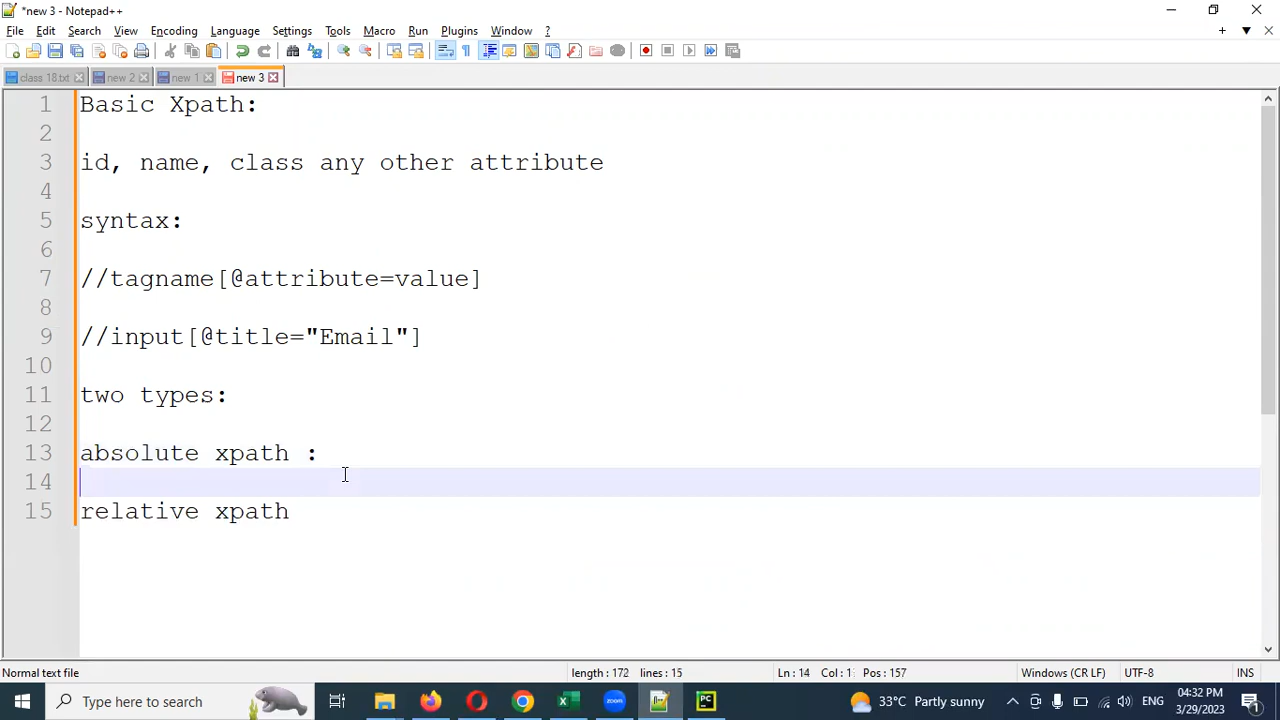 *new 3 - Notepad++
File Edit Search View Encoding Language Settings Tools Macro Run Plugins Window ?
class 18.txt new 2 new 1 new 3
1 Basic Xpath:
2
3 id, name, class any other attribute
4
5 syntax:
6
7 //tagname[@attribute=value]
8
9 //input[@title="Email"]
10
11 two types:
12
13 absolute xpath :
14
15 relative xpath
Normal text file length : 172 lines : 15 Ln : 14 Col : 1 Pos : 157 Windows (CR LF) UTF-8 INS
Type here to search zoom 33°C Partly sunny ENG 04:32 PM
3/29/2023 1